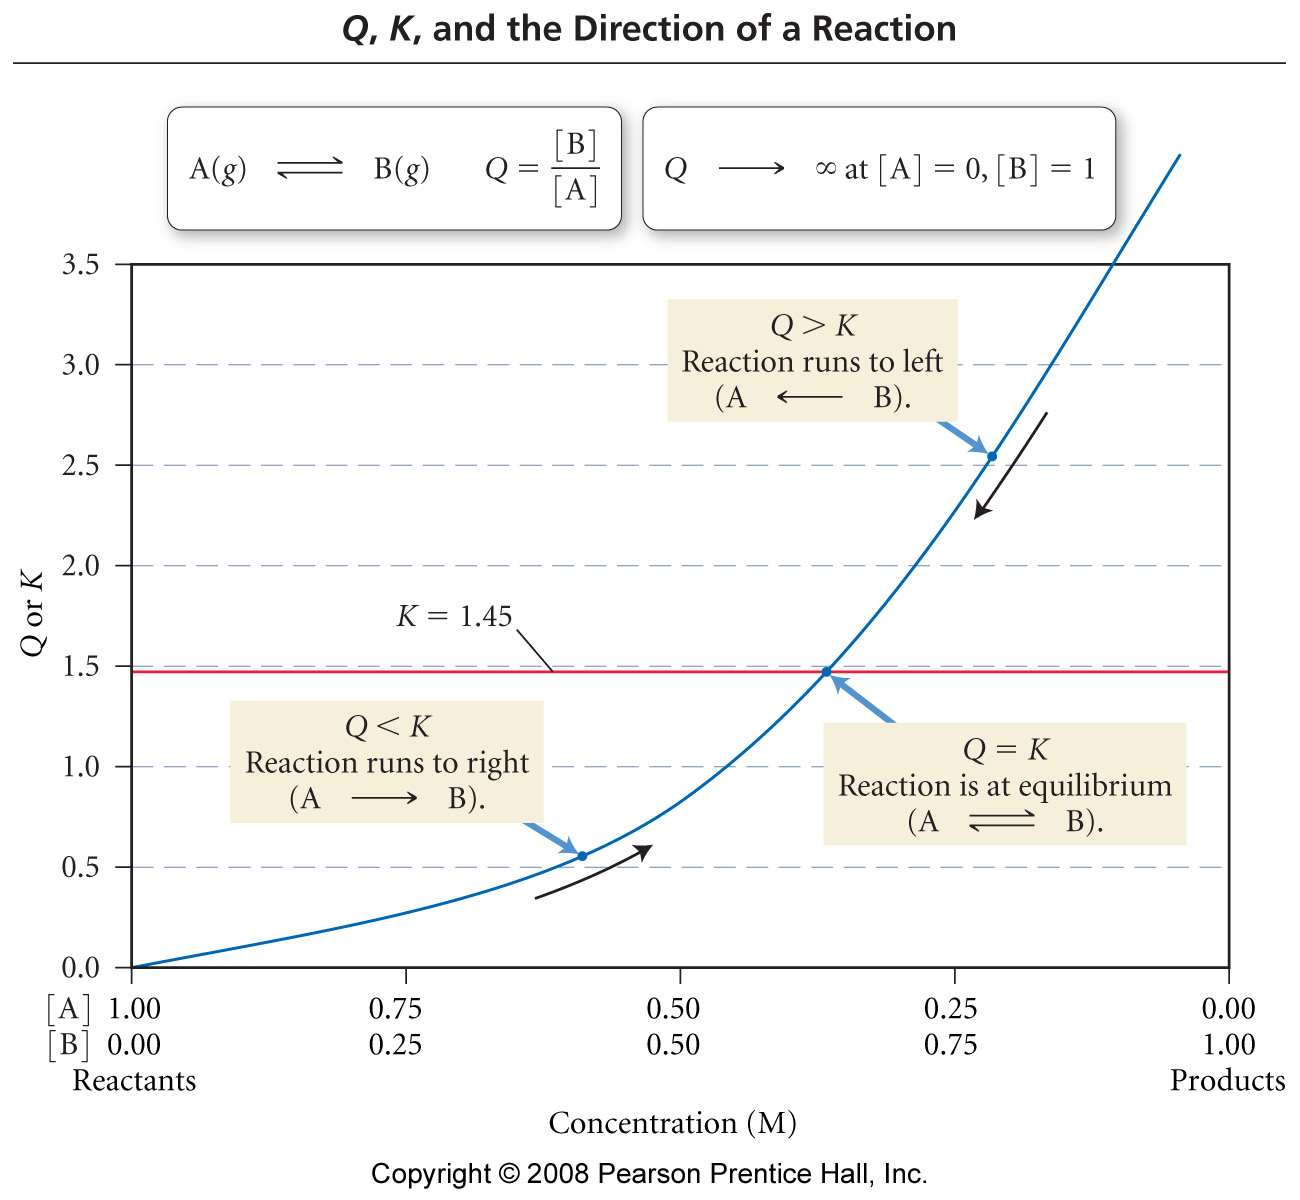 Q, K, and the Direction of a Reaction
A(g) ⇌ B(g) Q = [B]/[A]
Q ⟶ ∞ at [A] = 0, [B] = 1
3.5
3.0
2.5
2.0
1.5
1.0
0.5
0.0
Q or K
Q > K
Reaction runs to left
(A ⟵ B).
K = 1.45
Q < K
Reaction runs to right
(A ⟶ B).
Q = K
Reaction is at equilibrium
(A ⇌ B).
[A] 1.00 0.75 0.50 0.25 0.00
[B] 0.00 0.25 0.50 0.75 1.00
Reactants Products
Concentration (M)
Copyright © 2008 Pearson Prentice Hall, Inc.